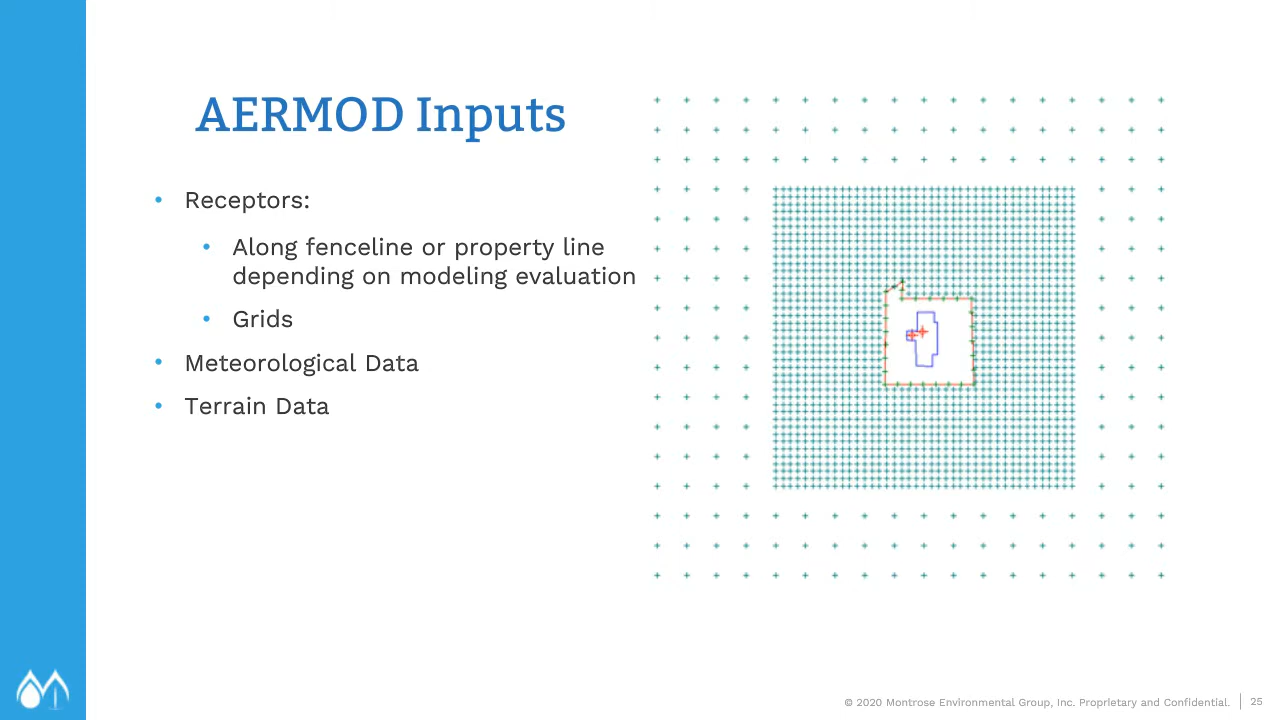 AERMOD Inputs
• Receptors:
• Along fenceline or property line
depending on modeling evaluation
• Grids
• Meteorological Data
• Terrain Data
© 2020 Montrose Environmental Group, Inc. Proprietary and Confidential. 25